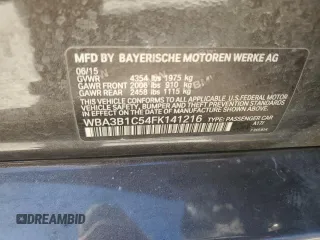 MFD BY BAYERISCHE MOTOREN WERKE AG
06/15
GVWR 4354 lbs 1975 kg
GAWR FRONT 2006 lbs 910 kg
GAWR REAR 2458 lbs 1115 kg
THIS VEHICLE CONFORMS TO ALL APPLICABLE FEDERAL MOTOR VEHICLE
SAFETY, BUMPER, AND THEFT PREVENTION STANDARDS
IN EFFECT ON THE DATE OF MANUFACTURE SHOWN ABOVE.
WBA3B1C54FK141216 TYPE: PASSENGER CAR
© DREAMBID